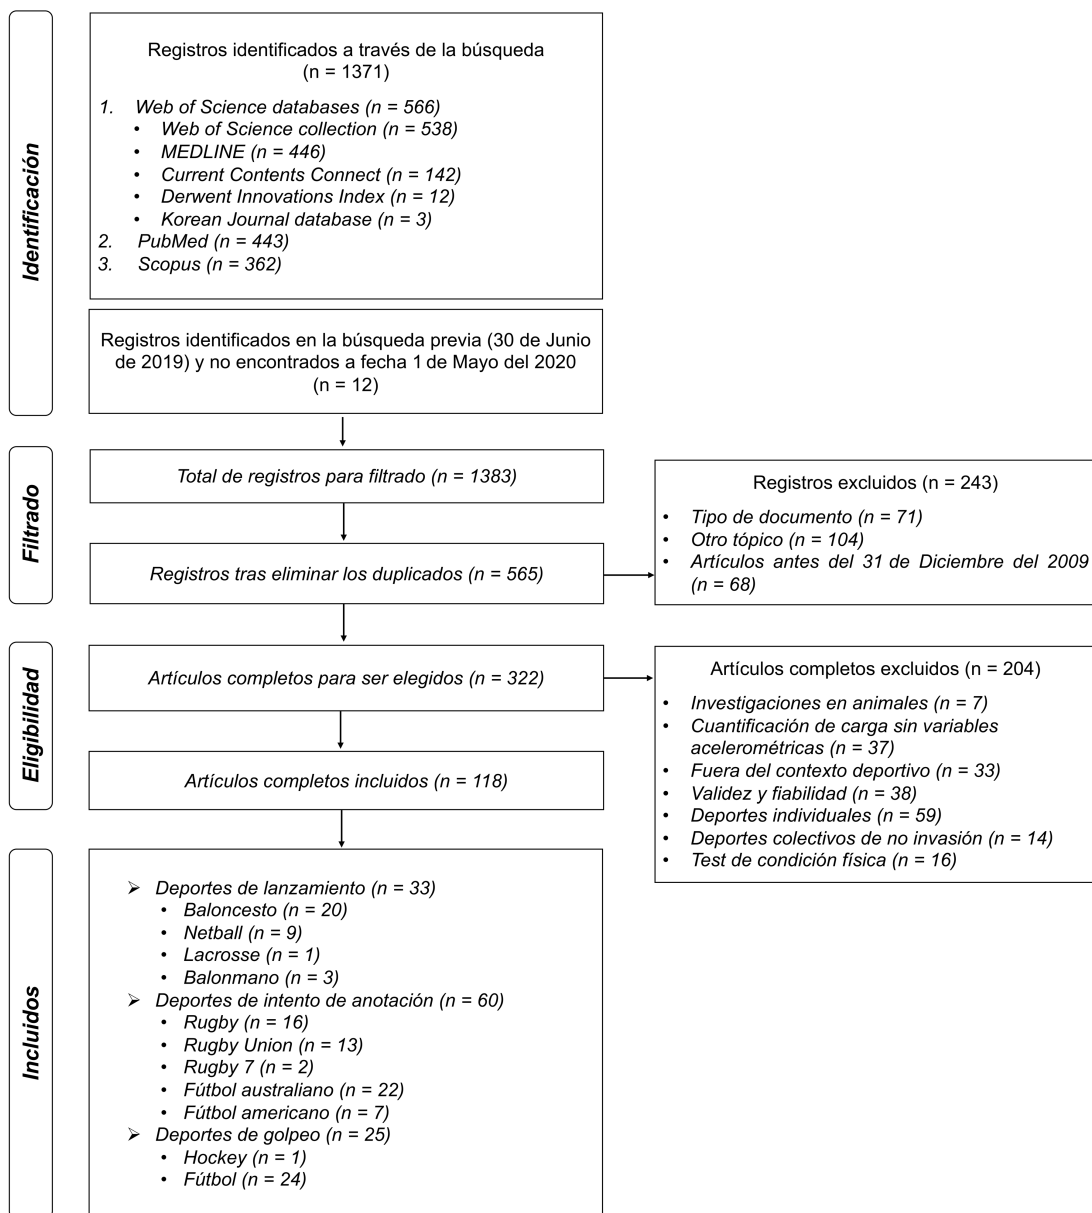 Identificación
Registros identificados a través de la búsqueda
(n = 1371)
1. Web of Science databases (n = 566)
• Web of Science collection (n = 538)
• MEDLINE (n = 446)
• Current Contents Connect (n = 142)
• Derwent Innovations Index (n = 12)
• Korean Journal database (n = 3)
2. PubMed (n = 443)
3. Scopus (n = 362)
Registros identificados en la búsqueda previa (30 de Junio
de 2019) y no encontrados a fecha 1 de Mayo del 2020
(n = 12)
Filtrado
Total de registros para filtrado (n = 1383)
Registros tras eliminar los duplicados (n = 565)
Registros excluidos (n = 243)
• Tipo de documento (n = 71)
• Otro tópico (n = 104)
• Artículos antes del 31 de Diciembre del 2009
(n = 68)
Eligibilidad
Artículos completos para ser elegidos (n = 322)
Artículos completos incluidos (n = 118)
Artículos completos excluidos (n = 204)
• Investigaciones en animales (n = 7)
• Cuantificación de carga sin variables
acelerométricas (n = 37)
• Fuera del contexto deportivo (n = 33)
• Validez y fiabilidad (n = 38)
• Deportes individuales (n = 59)
• Deportes colectivos de no invasión (n = 14)
• Test de condición física (n = 16)
Incluidos
➢ Deportes de lanzamiento (n = 33)
• Baloncesto (n = 20)
• Netball (n = 9)
• Lacrosse (n = 1)
• Balonmano (n = 3)
➢ Deportes de intento de anotación (n = 60)
• Rugby (n = 16)
• Rugby Union (n = 13)
• Rugby 7 (n = 2)
• Fútbol australiano (n = 22)
• Fútbol americano (n = 7)
➢ Deportes de golpeo (n = 25)
• Hockey (n = 1)
• Fútbol (n = 24)